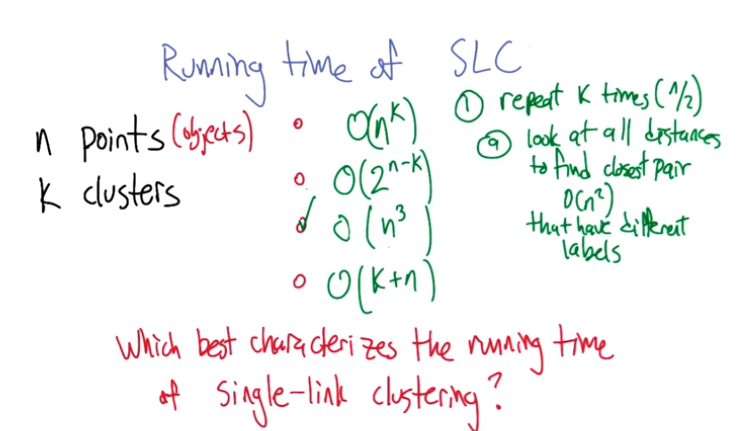 Running time of SLC
n points (objects)
k clusters
O(n^k)
O(2^{n-k})
O(n^3)
O(k+n)
① repeat k times (n/2)
ⓐ look at all distances
to find closest pair
O(n^2)
that have different
labels
Which best characterizes the running time
of single-link clustering?